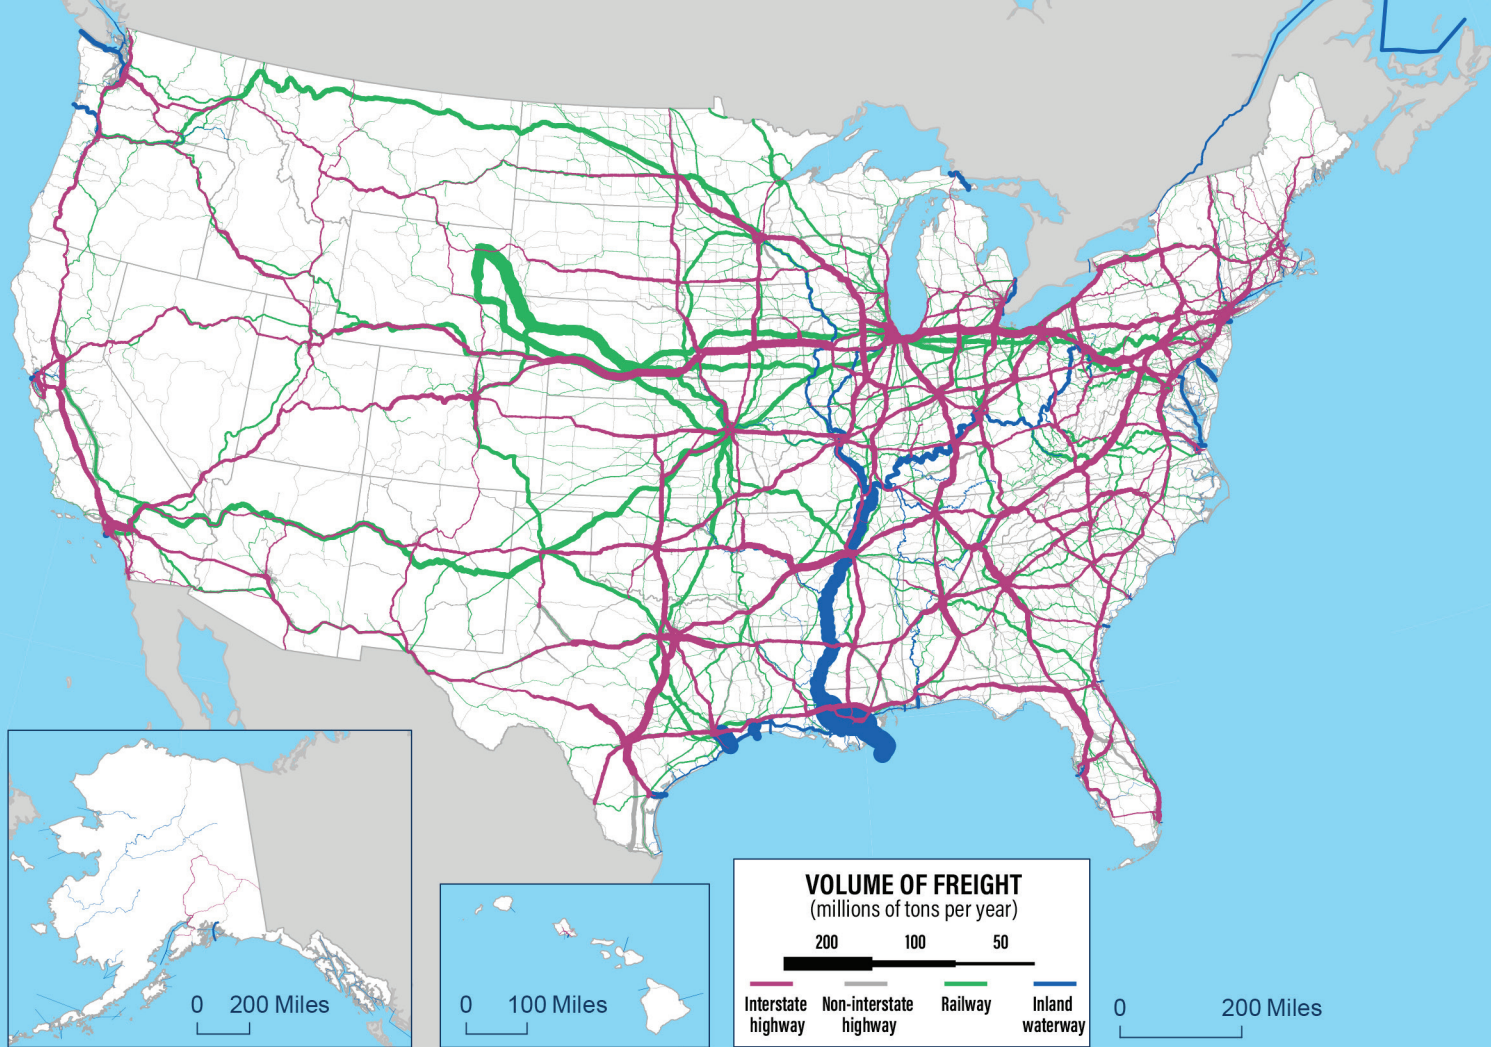 VOLUME OF FREIGHT
(millions of tons per year)
200 100 50
Interstate highway
Non-interstate highway
Railway
Inland waterway
0 200 Miles
0 100 Miles
0 200 Miles